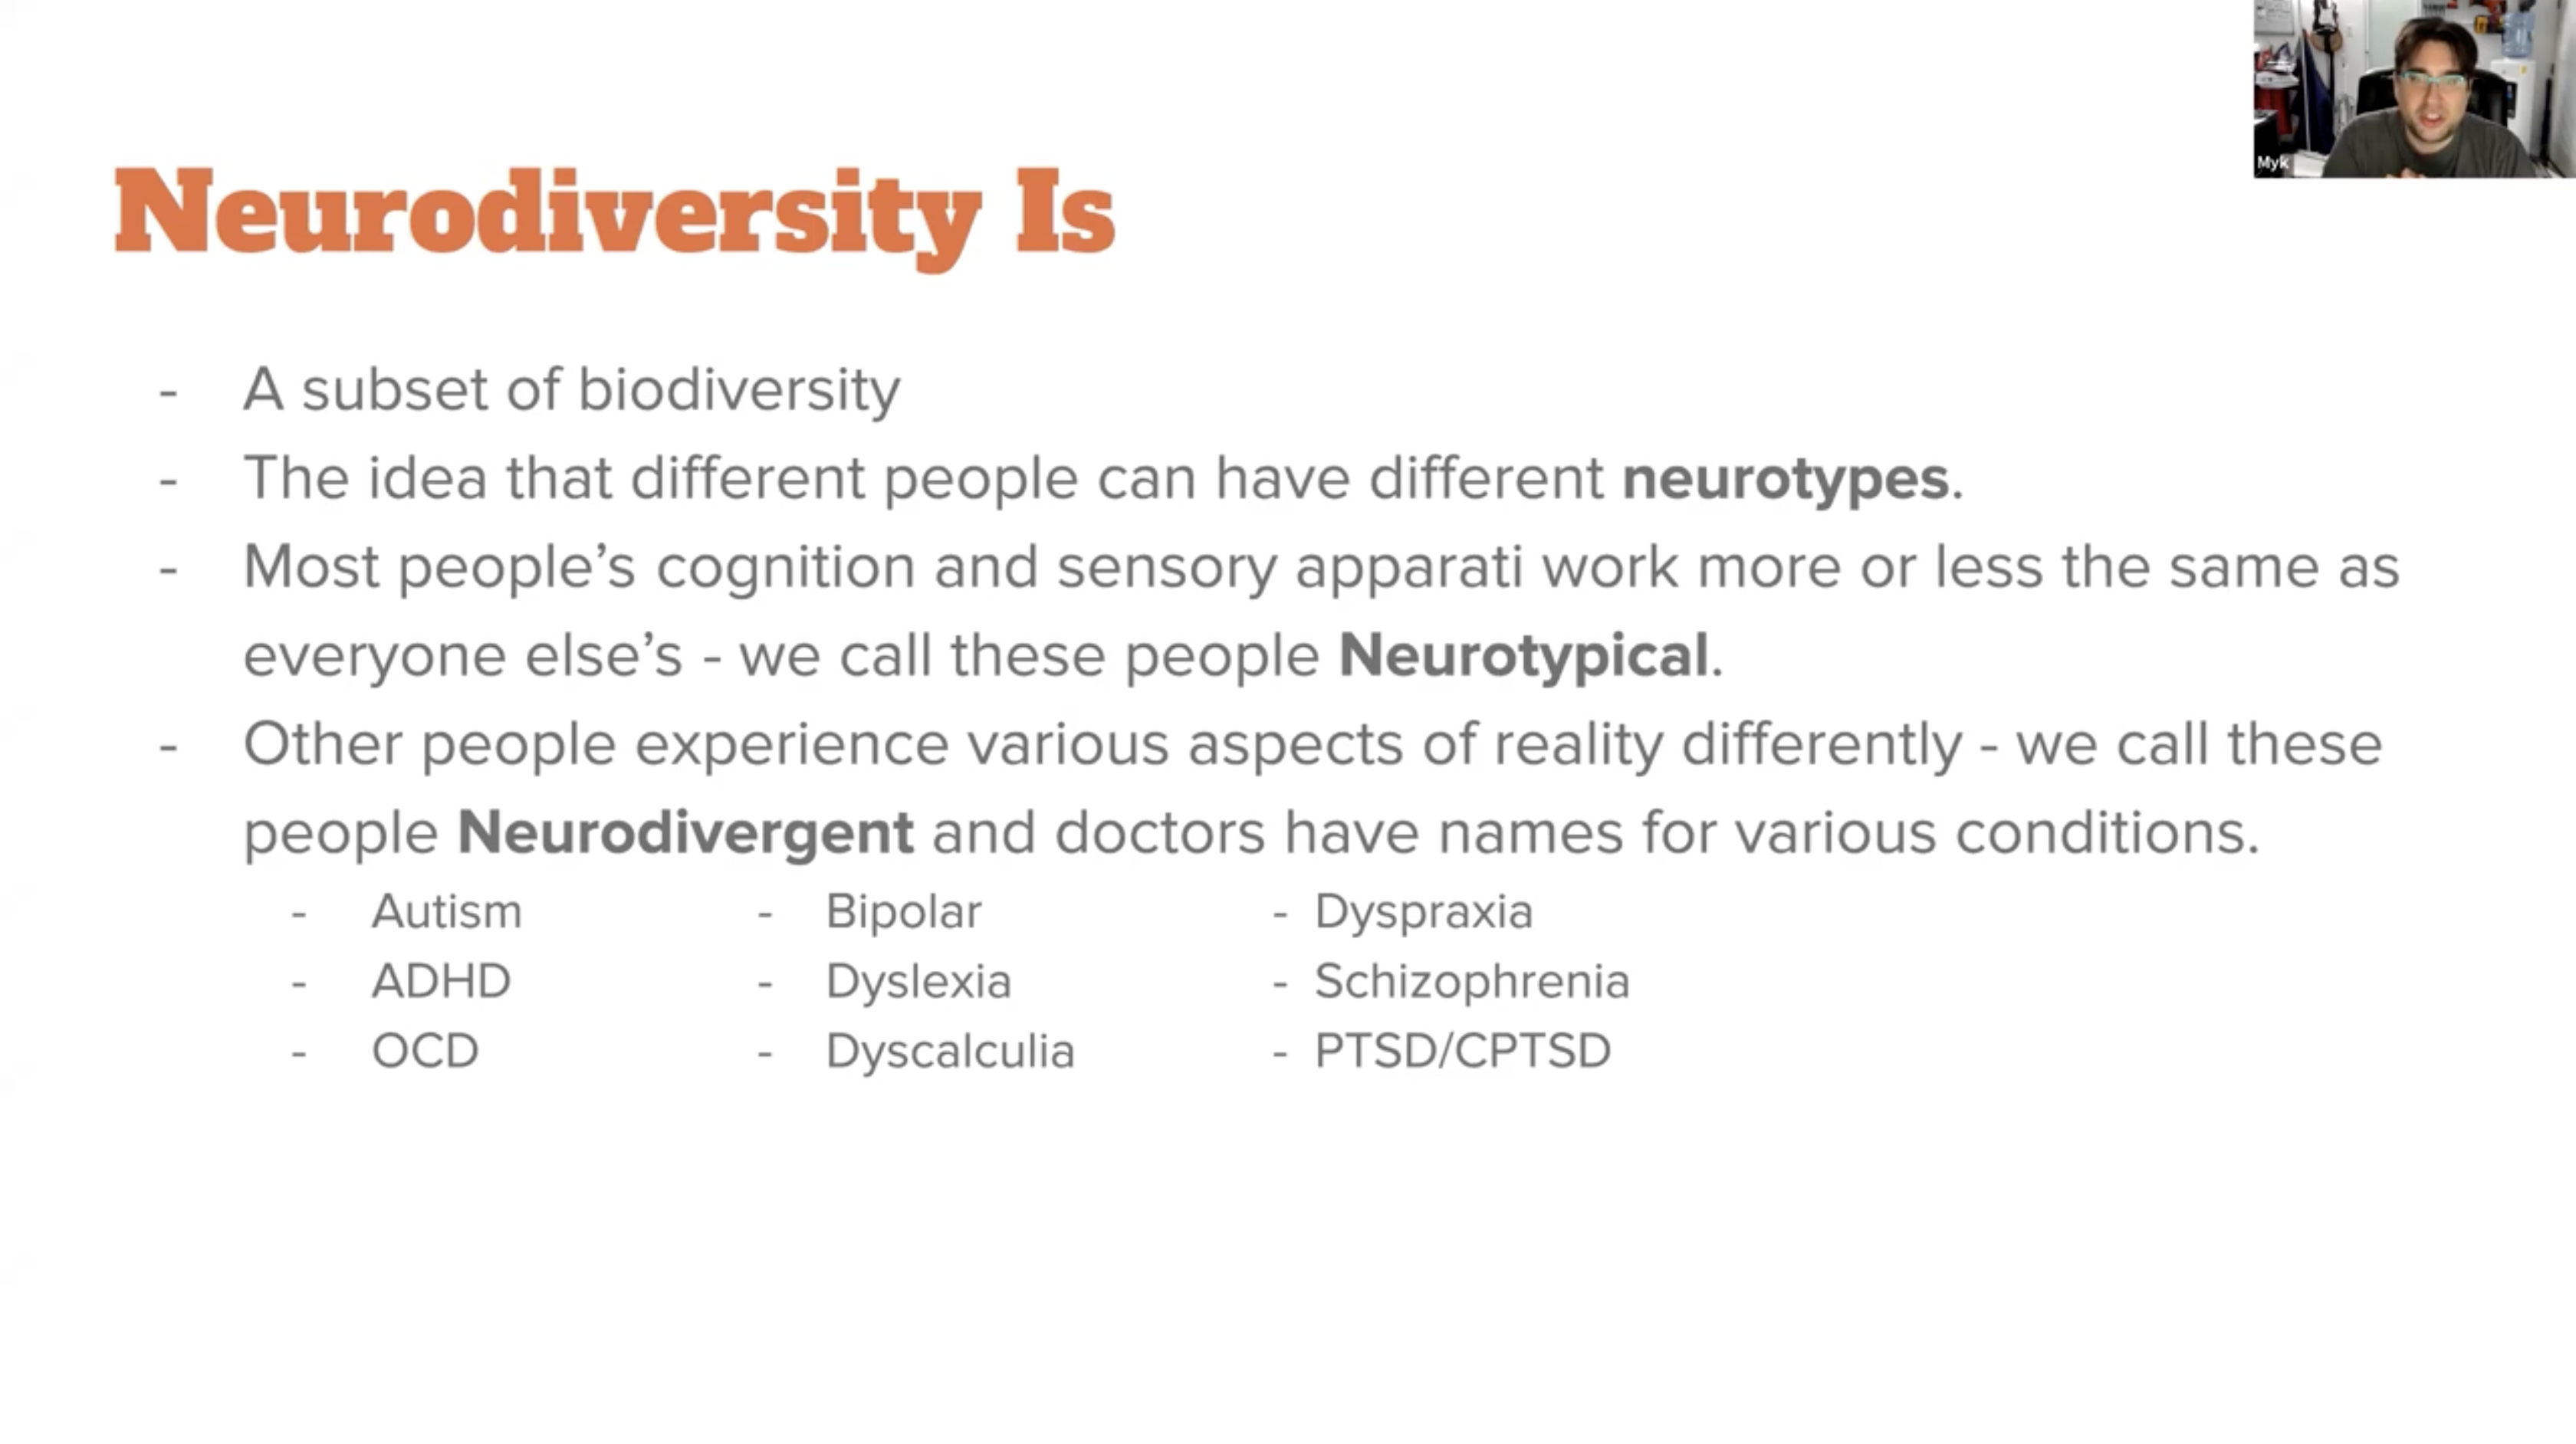 Myk
Neurodiversity Is
- A subset of biodiversity
- The idea that different people can have different neurotypes.
- Most people’s cognition and sensory apparati work more or less the same as
everyone else’s - we call these people Neurotypical.
- Other people experience various aspects of reality differently - we call these
people Neurodivergent and doctors have names for various conditions.
- Autism
- ADHD
- OCD
- Bipolar
- Dyslexia
- Dyscalculia
- Dyspraxia
- Schizophrenia
- PTSD/CPTSD